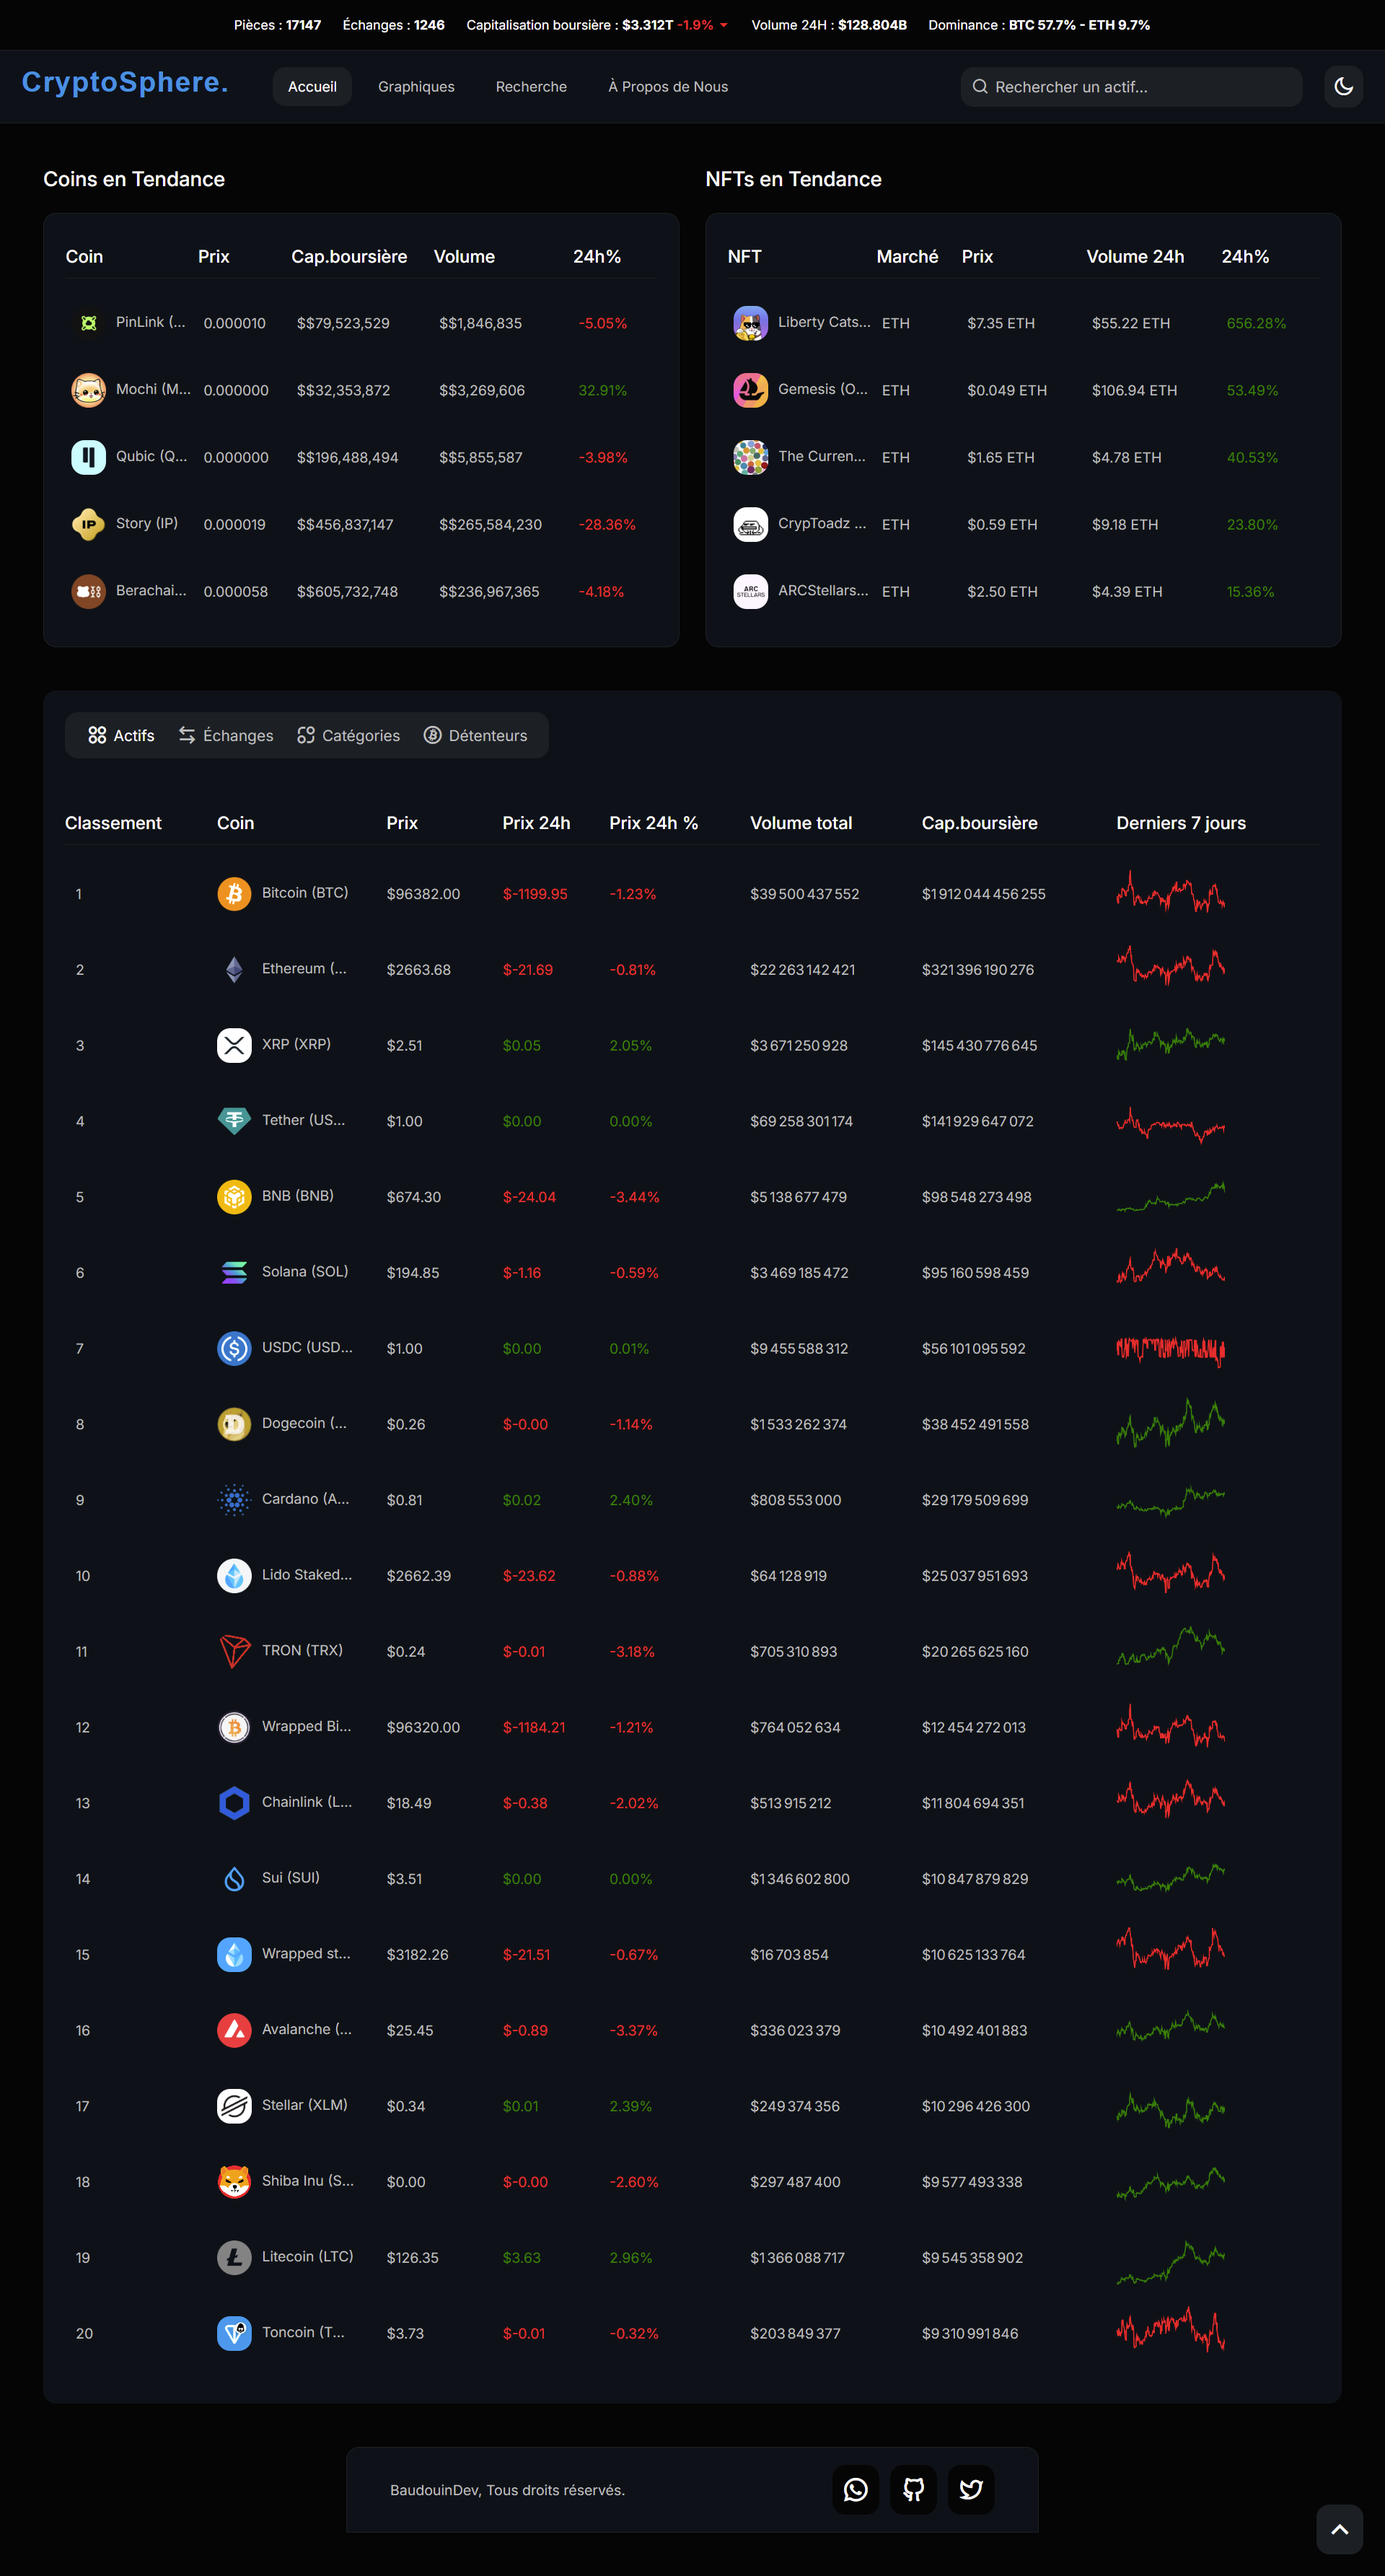 Pièces : 17147 Échanges : 1246 Capitalisation boursière : $3.312T -1.9% Volume 24H : $128.804B Dominance : BTC 57.7% - ETH 9.7%
CryptoSphere. Accueil Graphiques Recherche À Propos de Nous Rechercher un actif...
Coins en Tendance
Coin Prix Cap.boursière Volume 24h%
PinLink (... 0.000010 $$79,523,529 $$1,846,835 -5.05%
Mochi (M... 0.000000 $$32,353,872 $$3,269,606 32.91%
Qubic (Q... 0.000000 $$196,488,494 $$5,855,587 -3.98%
IP Story (IP) 0.000019 $$456,837,147 $$265,584,230 -28.36%
Berachai... 0.000058 $$605,732,748 $$236,967,365 -4.18%
NFTs en Tendance
NFT Marché Prix Volume 24h 24h%
Liberty Cats... ETH $7.35 ETH $55.22 ETH 656.28%
Gemesis (O... ETH $0.049 ETH $106.94 ETH 53.49%
The Curren... ETH $1.65 ETH $4.78 ETH 40.53%
CrypToadz ... ETH $0.59 ETH $9.18 ETH 23.80%
ARC STELLARS ARCStellars... ETH $2.50 ETH $4.39 ETH 15.36%
Actifs Échanges Catégories Détenteurs
Classement Coin Prix Prix 24h Prix 24h % Volume total Cap.boursière Derniers 7 jours
1 Bitcoin (BTC) $96382.00 $-1199.95 -1.23% $39 500 437 552 $1 912 044 456 255
2 Ethereum (... $2663.68 $-21.69 -0.81% $22 263 142 421 $321 396 190 276
3 XRP (XRP) $2.51 $0.05 2.05% $3 671 250 928 $145 430 776 645
4 Tether (US... $1.00 $0.00 0.00% $69 258 301 174 $141 929 647 072
5 BNB (BNB) $674.30 $-24.04 -3.44% $5 138 677 479 $98 548 273 498
6 Solana (SOL) $194.85 $-1.16 -0.59% $3 469 185 472 $95 160 598 459
7 USDC (USD... $1.00 $0.00 0.01% $9 455 588 312 $56 101 095 592
8 Dogecoin (... $0.26 $-0.00 -1.14% $1 533 262 374 $38 452 491 558
9 Cardano (A... $0.81 $0.02 2.40% $808 553 000 $29 179 509 699
10 Lido Staked... $2662.39 $-23.62 -0.88% $64 128 919 $25 037 951 693
11 TRON (TRX) $0.24 $-0.01 -3.18% $705 310 893 $20 265 625 160
12 Wrapped Bi... $96320.00 $-1184.21 -1.21% $764 052 634 $12 454 272 013
13 Chainlink (L... $18.49 $-0.38 -2.02% $513 915 212 $11 804 694 351
14 Sui (SUI) $3.51 $0.00 0.00% $1 346 602 800 $10 847 879 829
15 Wrapped st... $3182.26 $-21.51 -0.67% $16 703 854 $10 625 133 764
16 Avalanche (... $25.45 $-0.89 -3.37% $336 023 379 $10 492 401 883
17 Stellar (XLM) $0.34 $0.01 2.39% $249 374 356 $10 296 426 300
18 Shiba Inu (S... $0.00 $-0.00 -2.60% $297 487 400 $9 577 493 338
19 Litecoin (LTC) $126.35 $3.63 2.96% $1 366 088 717 $9 545 358 902
20 Toncoin (T... $3.73 $-0.01 -0.32% $203 849 377 $9 310 991 846
BaudouinDev, Tous droits réservés.